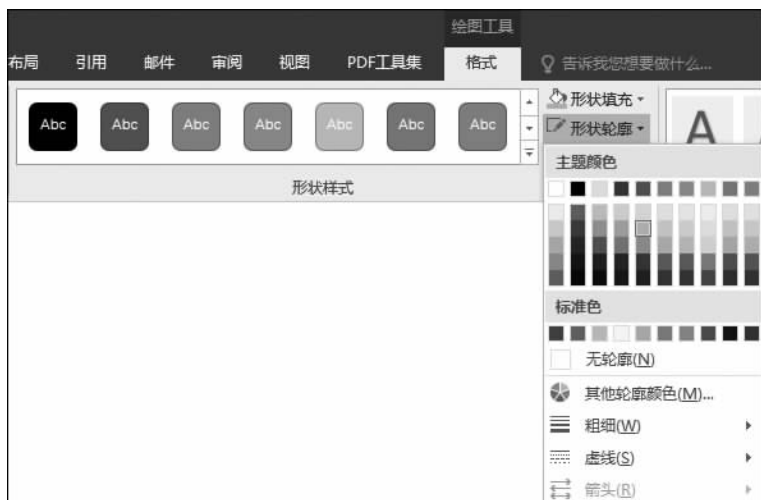 绘图工具
布局 引用 邮件 审阅 视图 PDF工具集 格式 告诉我您想要做什么...
Abc Abc Abc Abc Abc Abc Abc
形状填充
形状轮廓
A
形状样式
主题颜色
标准色
无轮廓(N)
其他轮廓颜色(M)...
粗细(W)
虚线(S)
箭头(R)